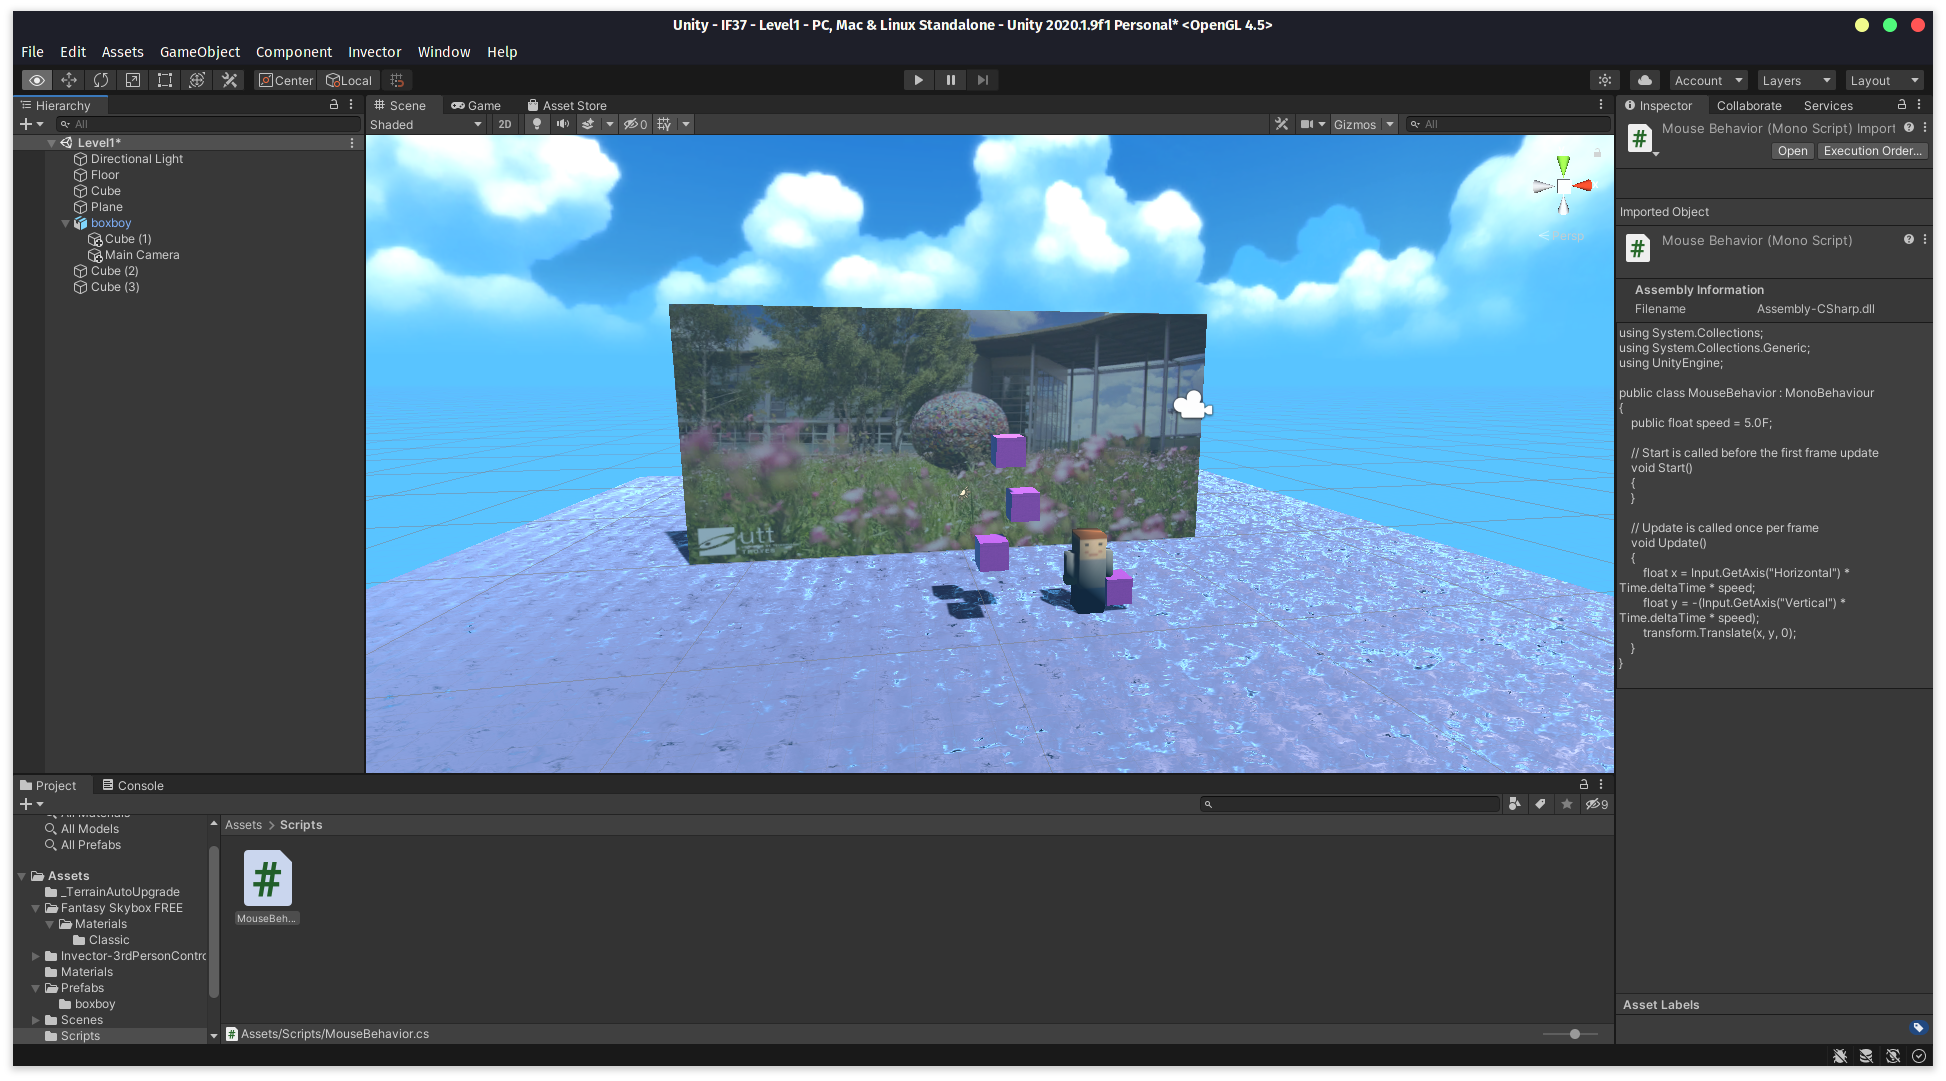 Unity - IF37 - Level1 - PC, Mac & Linux Standalone - Unity 2020.1.9f1 Personal* <OpenGL 4.5>
File Edit Assets GameObject Component Invector Window Help
Center Local Account Layers Layout
Hierarchy
All
Level1*
Directional Light
Floor
Cube
Plane
boxboy
Cube (1)
Main Camera
Cube (2)
Cube (3)
Scene Game Asset Store
Shaded 2D 0 Gizmos All
Persp
utt
TROYES
Inspector Collaborate Services
Mouse Behavior (Mono Script) Import
Open Execution Order...
Imported Object
Mouse Behavior (Mono Script)
Assembly Information
Filename Assembly-CSharp.dll
using System.Collections;
using System.Collections.Generic;
using UnityEngine;
public class MouseBehavior : MonoBehaviour
{
public float speed = 5.0F;
// Start is called before the first frame update
void Start()
{
}
// Update is called once per frame
void Update()
{
float x = Input.GetAxis("Horizontal") *
Time.deltaTime * speed;
float y = -(Input.GetAxis("Vertical") *
Time.deltaTime * speed);
transform.Translate(x, y, 0);
}
}
Asset Labels
Project Console
9
All Materials
All Models
All Prefabs
Assets
_TerrainAutoUpgrade
Fantasy Skybox FREE
Materials
Classic
Invector-3rdPersonContro
Materials
Prefabs
boxboy
Scenes
Scripts
Assets > Scripts
#
MouseBeh...
Assets/Scripts/MouseBehavior.cs